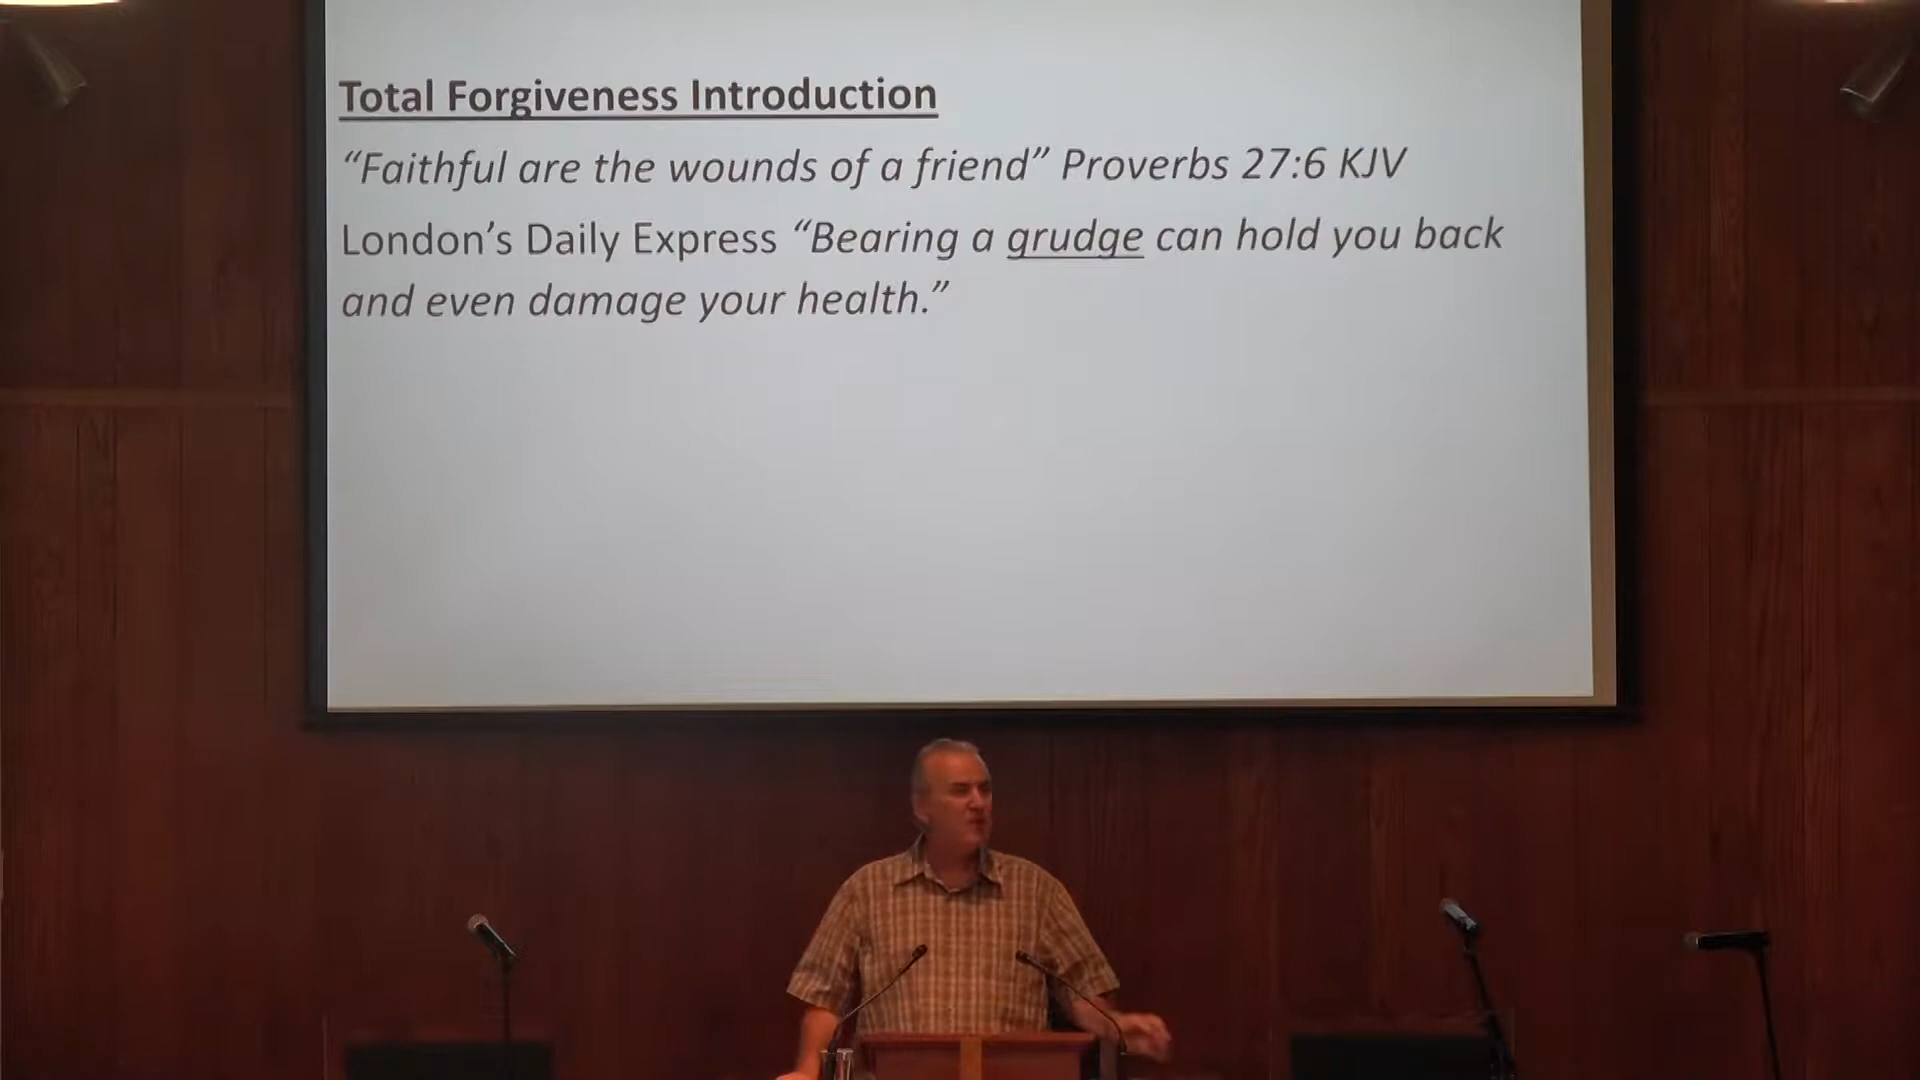 Total Forgiveness Introduction
“Faithful are the wounds of a friend” Proverbs 27:6 KJV
London’s Daily Express “Bearing a grudge can hold you back
and even damage your health.”